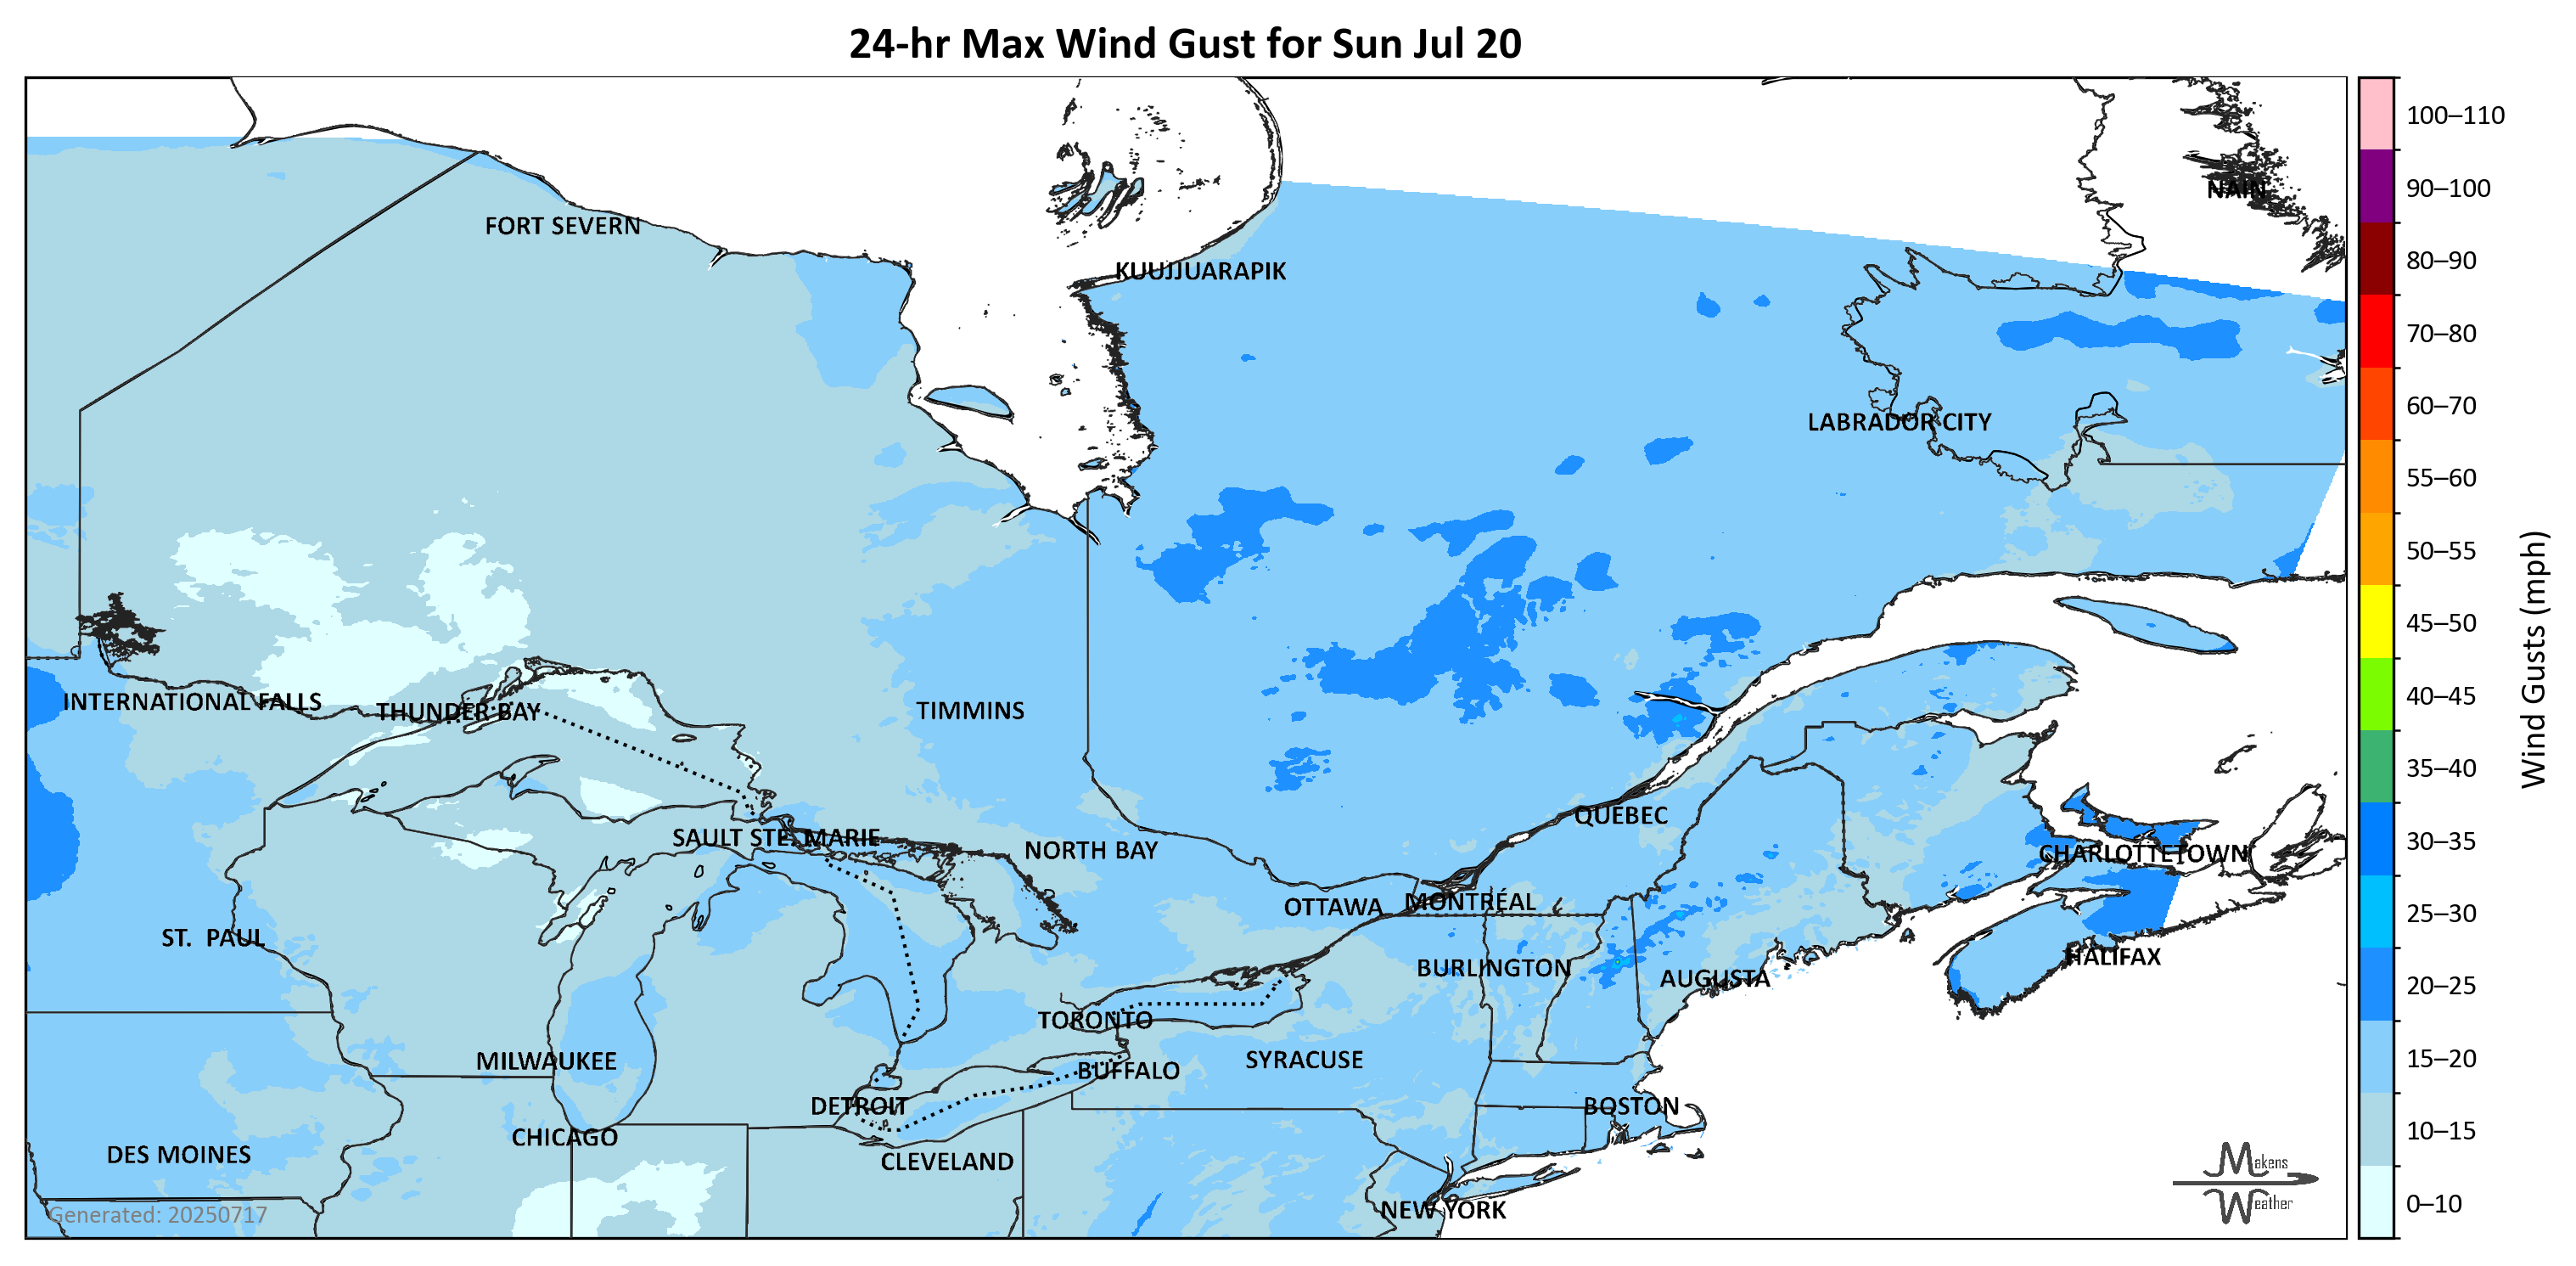 24-hr Max Wind Gust for Sun Jul 20
100–110
90–100
NAIN
FORT SEVERN
80–90
KUUJJUARAPIK
70–80
60–70
LABRADOR CITY
55–60
50–55
45–50
Wind Gusts (mph)
40–45
INTERNATIONAL FALLS
THUNDER BAY
TIMMINS
35–40
QUEBEC
30–35
SAULT STE. MARIE
NORTH BAY
CHARLOTTETOWN
OTTAWA
MONTRÉAL
25–30
ST. PAUL
HALIFAX
BURLINGTON
AUGUSTA
20–25
TORONTO
MILWAUKEE
SYRACUSE
15–20
BUFFALO
DETROIT
BOSTON
CHICAGO
10–15
DES MOINES
CLEVELAND
Makens
Weather
0–10
NEW YORK
Generated: 20250717